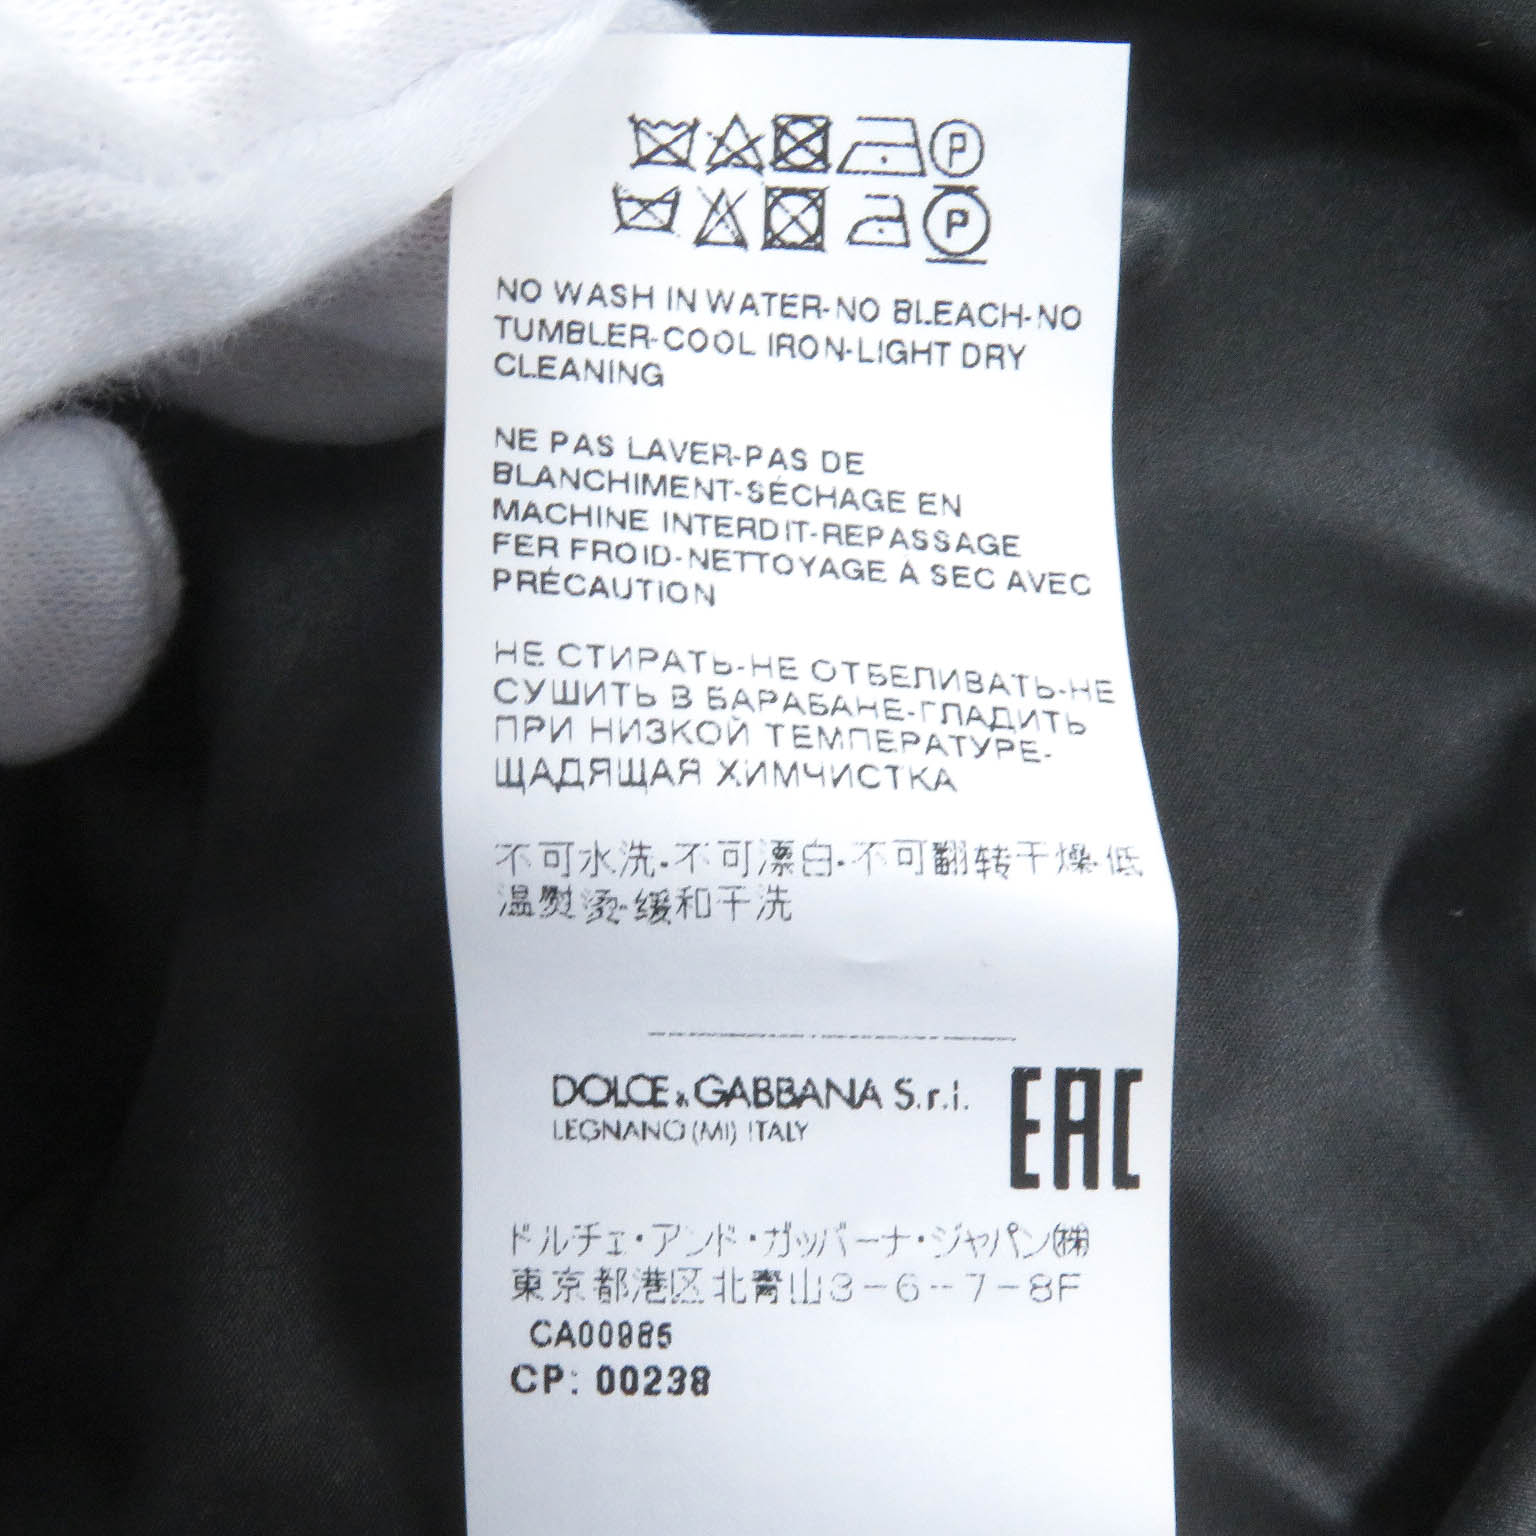 P
P
NO WASH IN WATER-NO BLEACH-NO
TUMBLER-COOL IRON-LIGHT DRY
CLEANING
NE PAS LAVER-PAS DE
BLANCHIMENT-SÉCHAGE EN
MACHINE INTERDIT-REPASSAGE
FER FROID-NETTOYAGE À SEC AVEC
PRÉCAUTION
НЕ СТИРАТЬ-НЕ ОТБЕЛИВАТЬ-НЕ
СУШИТЬ В БАРАБАНЕ-ГЛАДИТЬ
ПРИ НИЗКОЙ ТЕМПЕРАТУРЕ-
ЩАДЯЩАЯ ХИМЧИСТКА
不可水洗-不可漂白-不可翻转干燥-低
温熨烫-缓和干洗
DOLCE & GABBANA S.r.l.
LEGNANO (MI) ITALY
EAC
ドルチェ・アンド・ガッバーナ・ジャパン(株)
東京都港区北青山3-6-7-8F
CA00985
CP: 00238